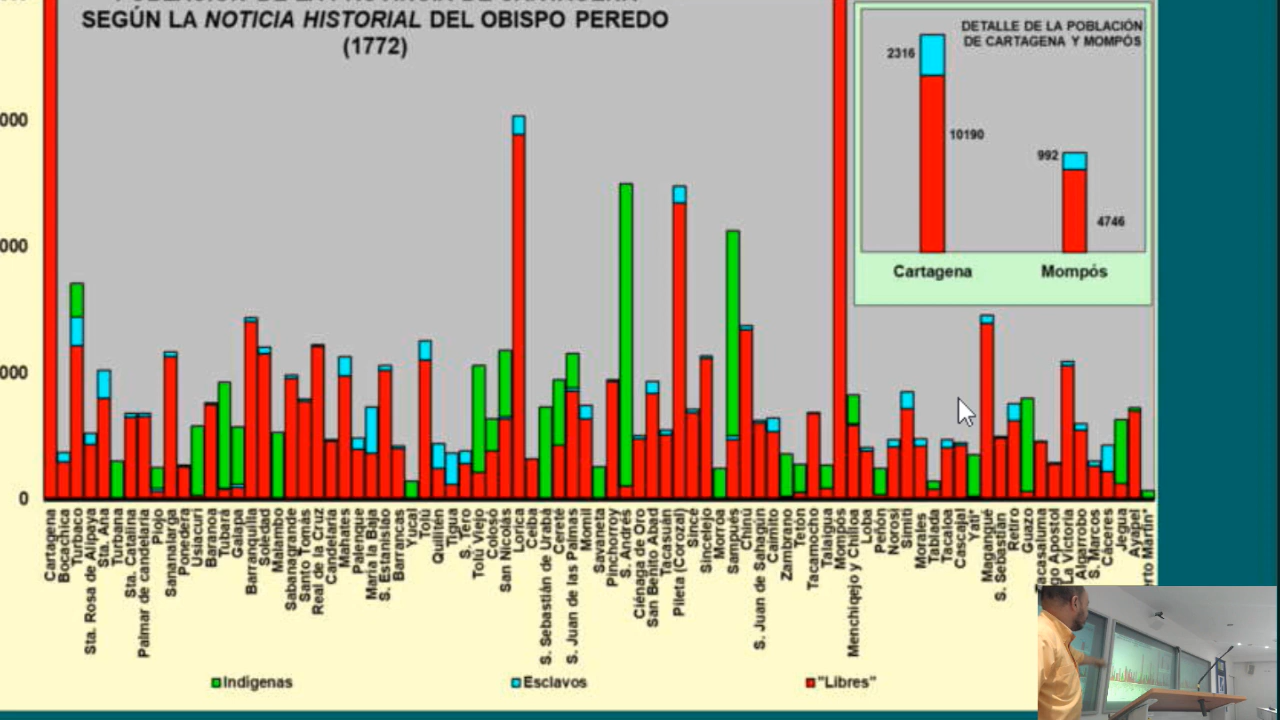 SEGÚN LA NOTICIA HISTORIAL DEL OBISPO PEREDO
(1772)
DETALLE DE LA POBLACIÓN
DE CARTAGENA Y MOMPÓS
2316
10190
992
4746
Cartagena
Mompós
000
000
000
0
Cartagena
Bocachica
Turbaco
Sta. Rosa de Alipaya
Sta. Ana
Turbana
Sta. Catalina
Palmar de candelaria
Piojo
Sananalarga
Ponedera
Usiacurí
Baranoa
Tubará
Galapa
Barranquilla
Soledad
Malambo
Sabanagrande
Santo Tomás
Real de la Cruz
Candelaria
Mahates
Palenque
María la Baja
S. Estanislao
Barrancas
Yucal
Tolú
Quilitén
Tigua
S. Tero
Tolú Viejo
Colosó
San Nicolás
Lorica
Ceiba
S. Sebastián de Uraba
Cereté
S. Juan de las Palmas
Momil
Savaneta
Pinchorroy
S. Andrés
Ciénaga de Oro
San Benito Abad
Tacasuán
Pileta (Corozal)
Sincé
Sincelejo
Morroa
Sampués
Chinú
S. Juan de Sahagún
Caimito
Zambrano
Tetón
Tacamocho
Talaigua
Mompós
Menchiqejo y Chilloa
Loba
Peñón
Norosí
Simití
Morales
Tablada
Tacaloa
Cascajal
Yatí*
Magangué
S. Sebastián
Retiro
Guazo
Tacasaluma
go Apostol
La Victoria
Algarrobo
S. Marcos
Caceres
Jegua
Ayapel
erto Martín*
Indígenas
Esclavos
"Libres"